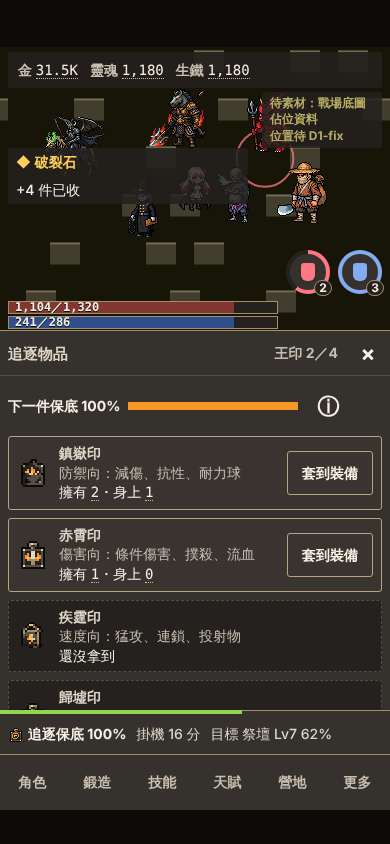 金 31.5K 靈魂 1,180 生鐵 1,180
待素材：戰場底圖
佔位資料
位置待 D1-fix
◆ 破裂石
+4 件已收
2
3
1,104／1,320
241／286
追逐物品
王印 2／4
×
下一件保底 100%
鎮嶽印
防禦向：減傷、抗性、耐力球
擁有 2・身上 1
套到裝備
赤霄印
傷害向：條件傷害、撲殺、流血
擁有 1・身上 0
套到裝備
疾霆印
速度向：猛攻、連鎖、投射物
還沒拿到
歸墟印
追逐保底 100% 掛機 16 分 目標 祭壇 Lv7 62%
角色 鍛造 技能 天賦 營地 更多